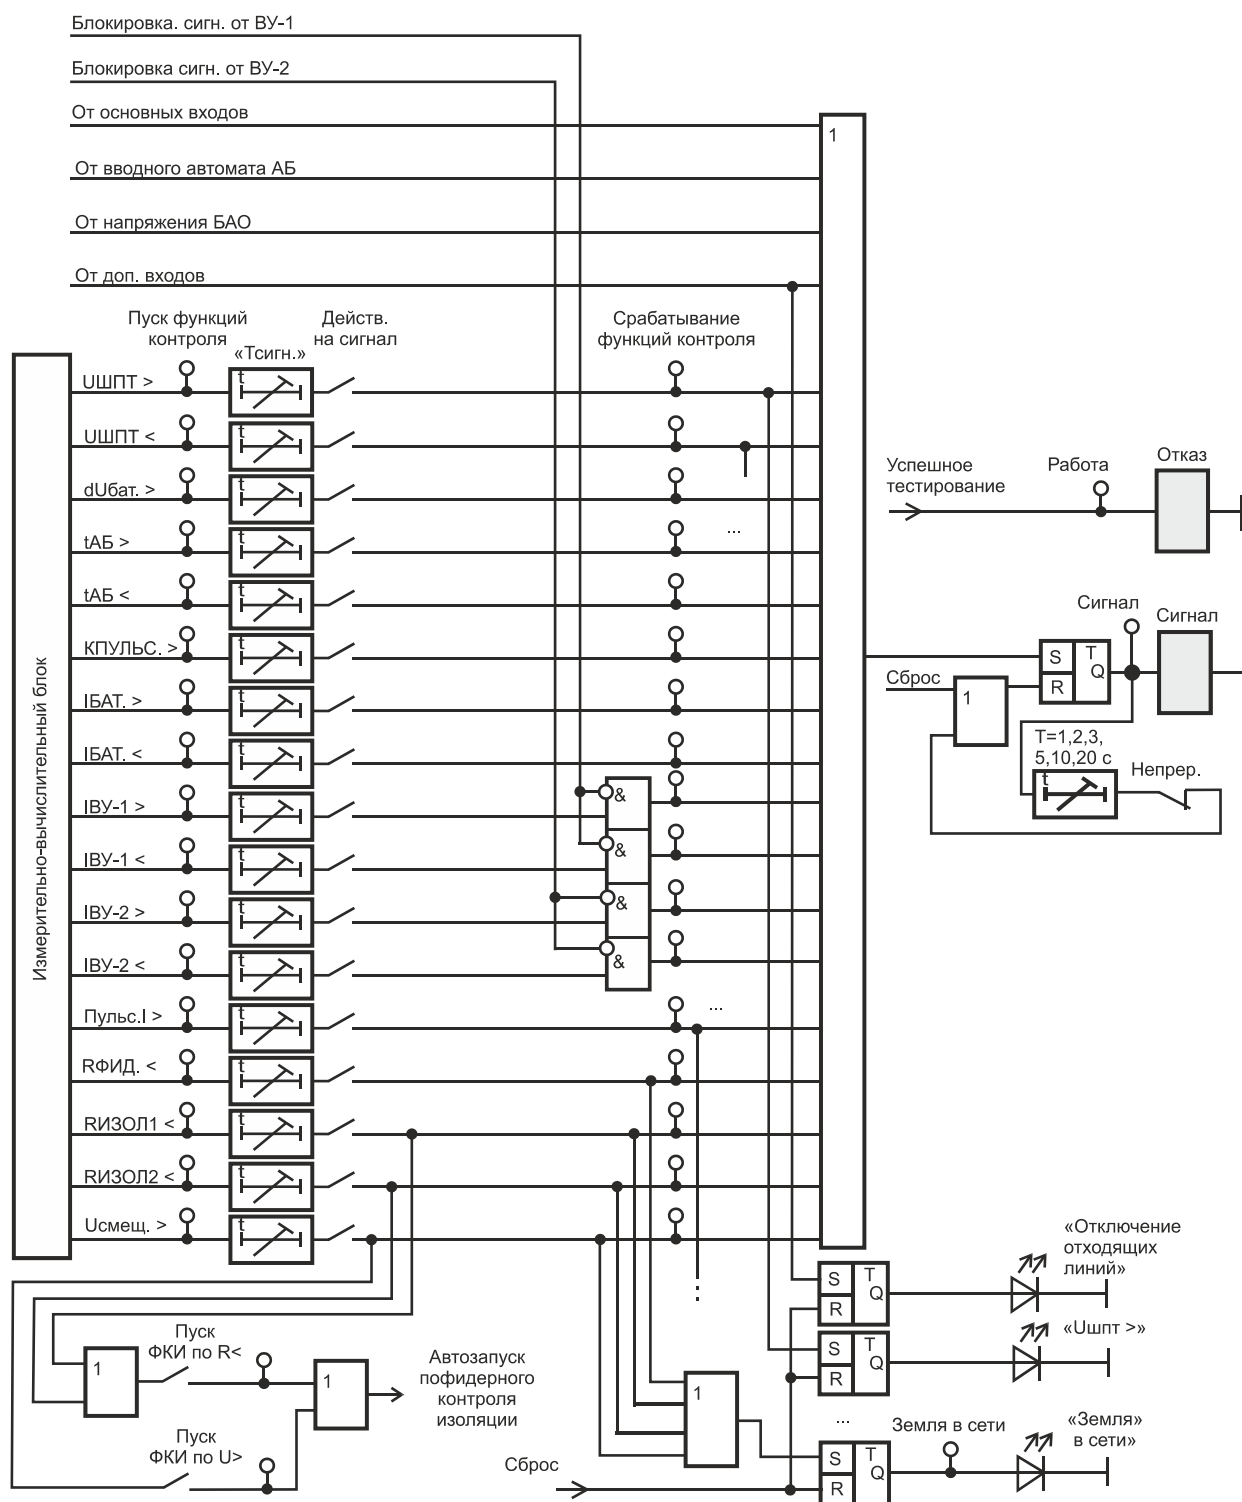 Блокировка. сигн. от ВУ-1
Блокировка сигн. от ВУ-2
От основных входов
От вводного автомата АБ
От напряжения БАО
От доп. входов
1
Пуск функций
контроля
«Тсигн.»
Действ.
на сигнал
Срабатывание
функций контроля
Измерительно-вычислительный блок
UШПТ >
t
UШПТ <
t
dUбат. >
t
tАБ >
t
...
tАБ <
t
КПУЛЬС. >
t
IБАТ. >
t
IБАТ. <
t
IВУ-1 >
t
&
IВУ-1 <
t
&
IВУ-2 >
t
&
IВУ-2 <
t
&
Пульс.I >
t
...
RФИД. <
t
RИЗОЛ1 <
t
RИЗОЛ2 <
t
Uсмещ. >
t
Успешное
тестирование
Работа
Отказ
Сигнал
Сигнал
S
T
Q
R
Сброс
1
T=1,2,3,
5,10,20 с
t
Непрер.
«Отключение
отходящих
линий»
S
T
Q
R
«Uшпт >»
S
T
Q
R
...
Пуск
ФКИ по R<
1
1
Автозапуск
пофидерного
контроля
изоляции
Пуск
ФКИ по U>
1
Сброс
Земля в сети
«Земля»
в сети»
S
T
Q
R